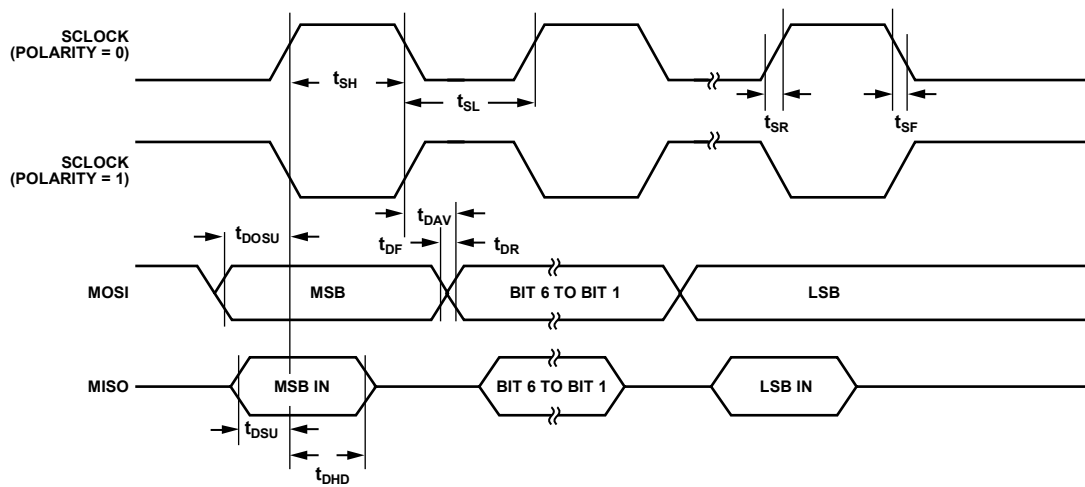 SCLOCK
(POLARITY = 0)
tSH
tSL
tSR
tSF
SCLOCK
(POLARITY = 1)
tDAV
tDOSU
tDF
tDR
MOSI
MSB
BIT 6 TO BIT 1
LSB
MISO
MSB IN
BIT 6 TO BIT 1
LSB IN
tDSU
tDHD